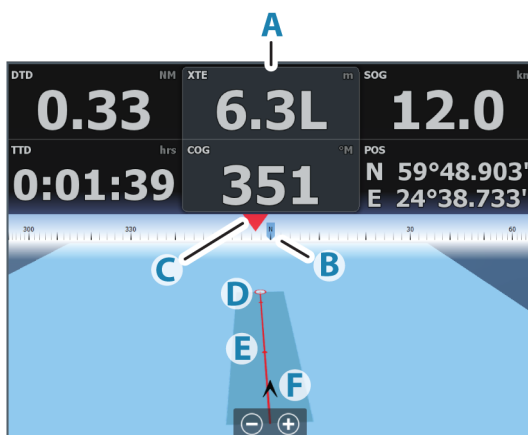 A
DTD NM XTE m SOG kn
0.33 6.3L 12.0
TTD hrs COG °M POS
0:01:39 351 N 59°48.903'
E 24°38.733'
300 330 N 30 60
C B
D
E
F